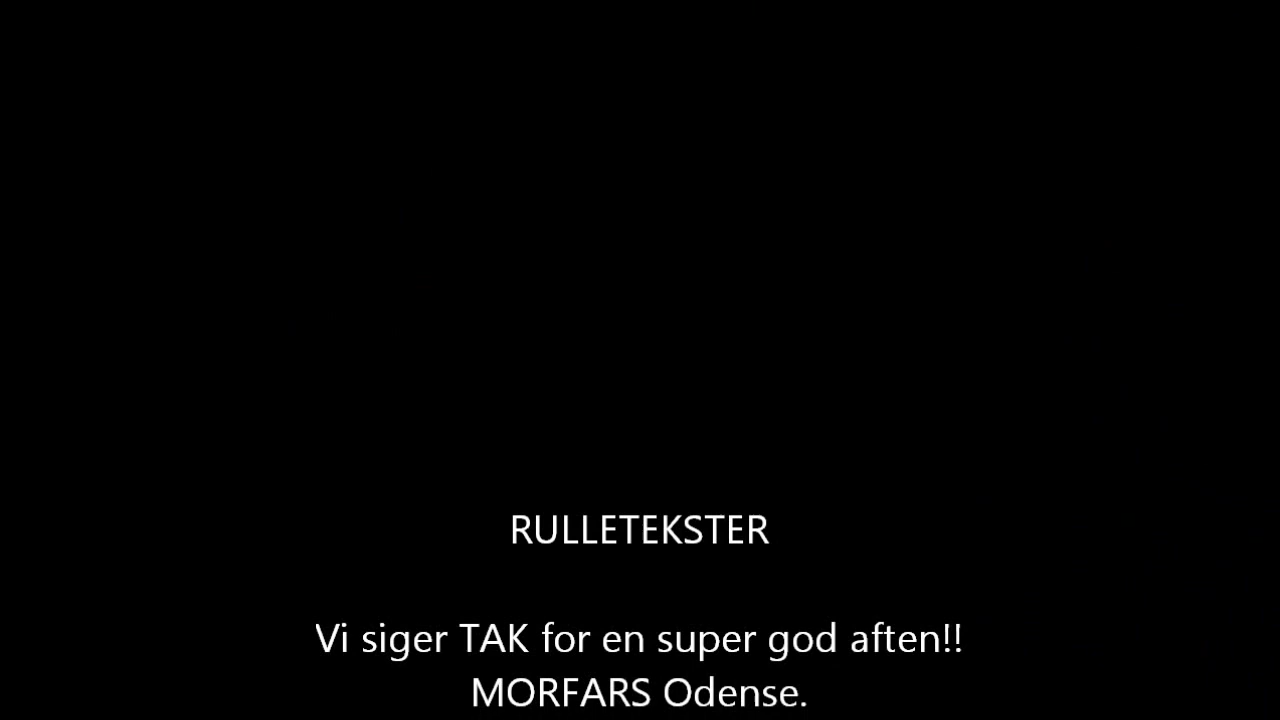 RULLETEKSTER
Vi siger TAK for en super god aften!!
MORFARS Odense.